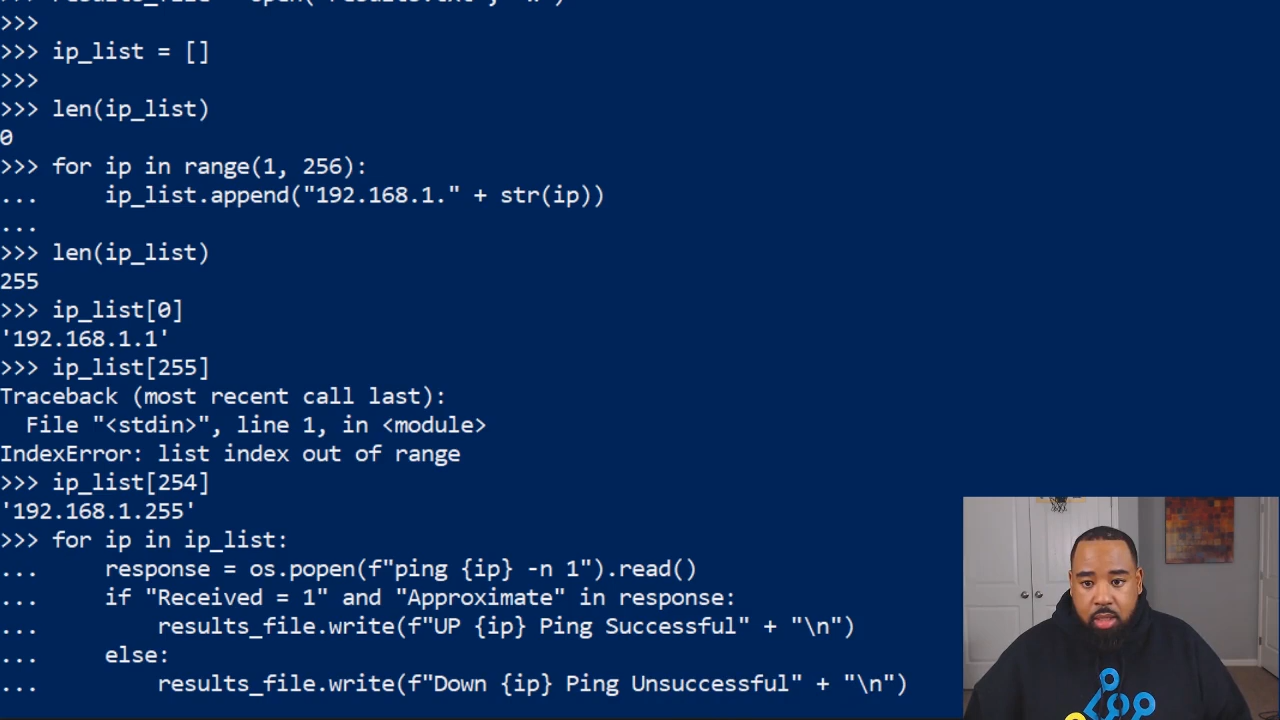 >>> results_file = open("results.txt", "w")
>>>
>>> ip_list = []
>>>
>>> len(ip_list)
0
>>> for ip in range(1, 256):
...     ip_list.append("192.168.1." + str(ip))
...
>>> len(ip_list)
255
>>> ip_list[0]
'192.168.1.1'
>>> ip_list[255]
Traceback (most recent call last):
  File "<stdin>", line 1, in <module>
IndexError: list index out of range
>>> ip_list[254]
'192.168.1.255'
>>> for ip in ip_list:
...     response = os.popen(f"ping {ip} -n 1").read()
...     if "Received = 1" and "Approximate" in response:
...         results_file.write(f"UP {ip} Ping Successful" + "\n")
...     else:
...         results_file.write(f"Down {ip} Ping Unsuccessful" + "\n")